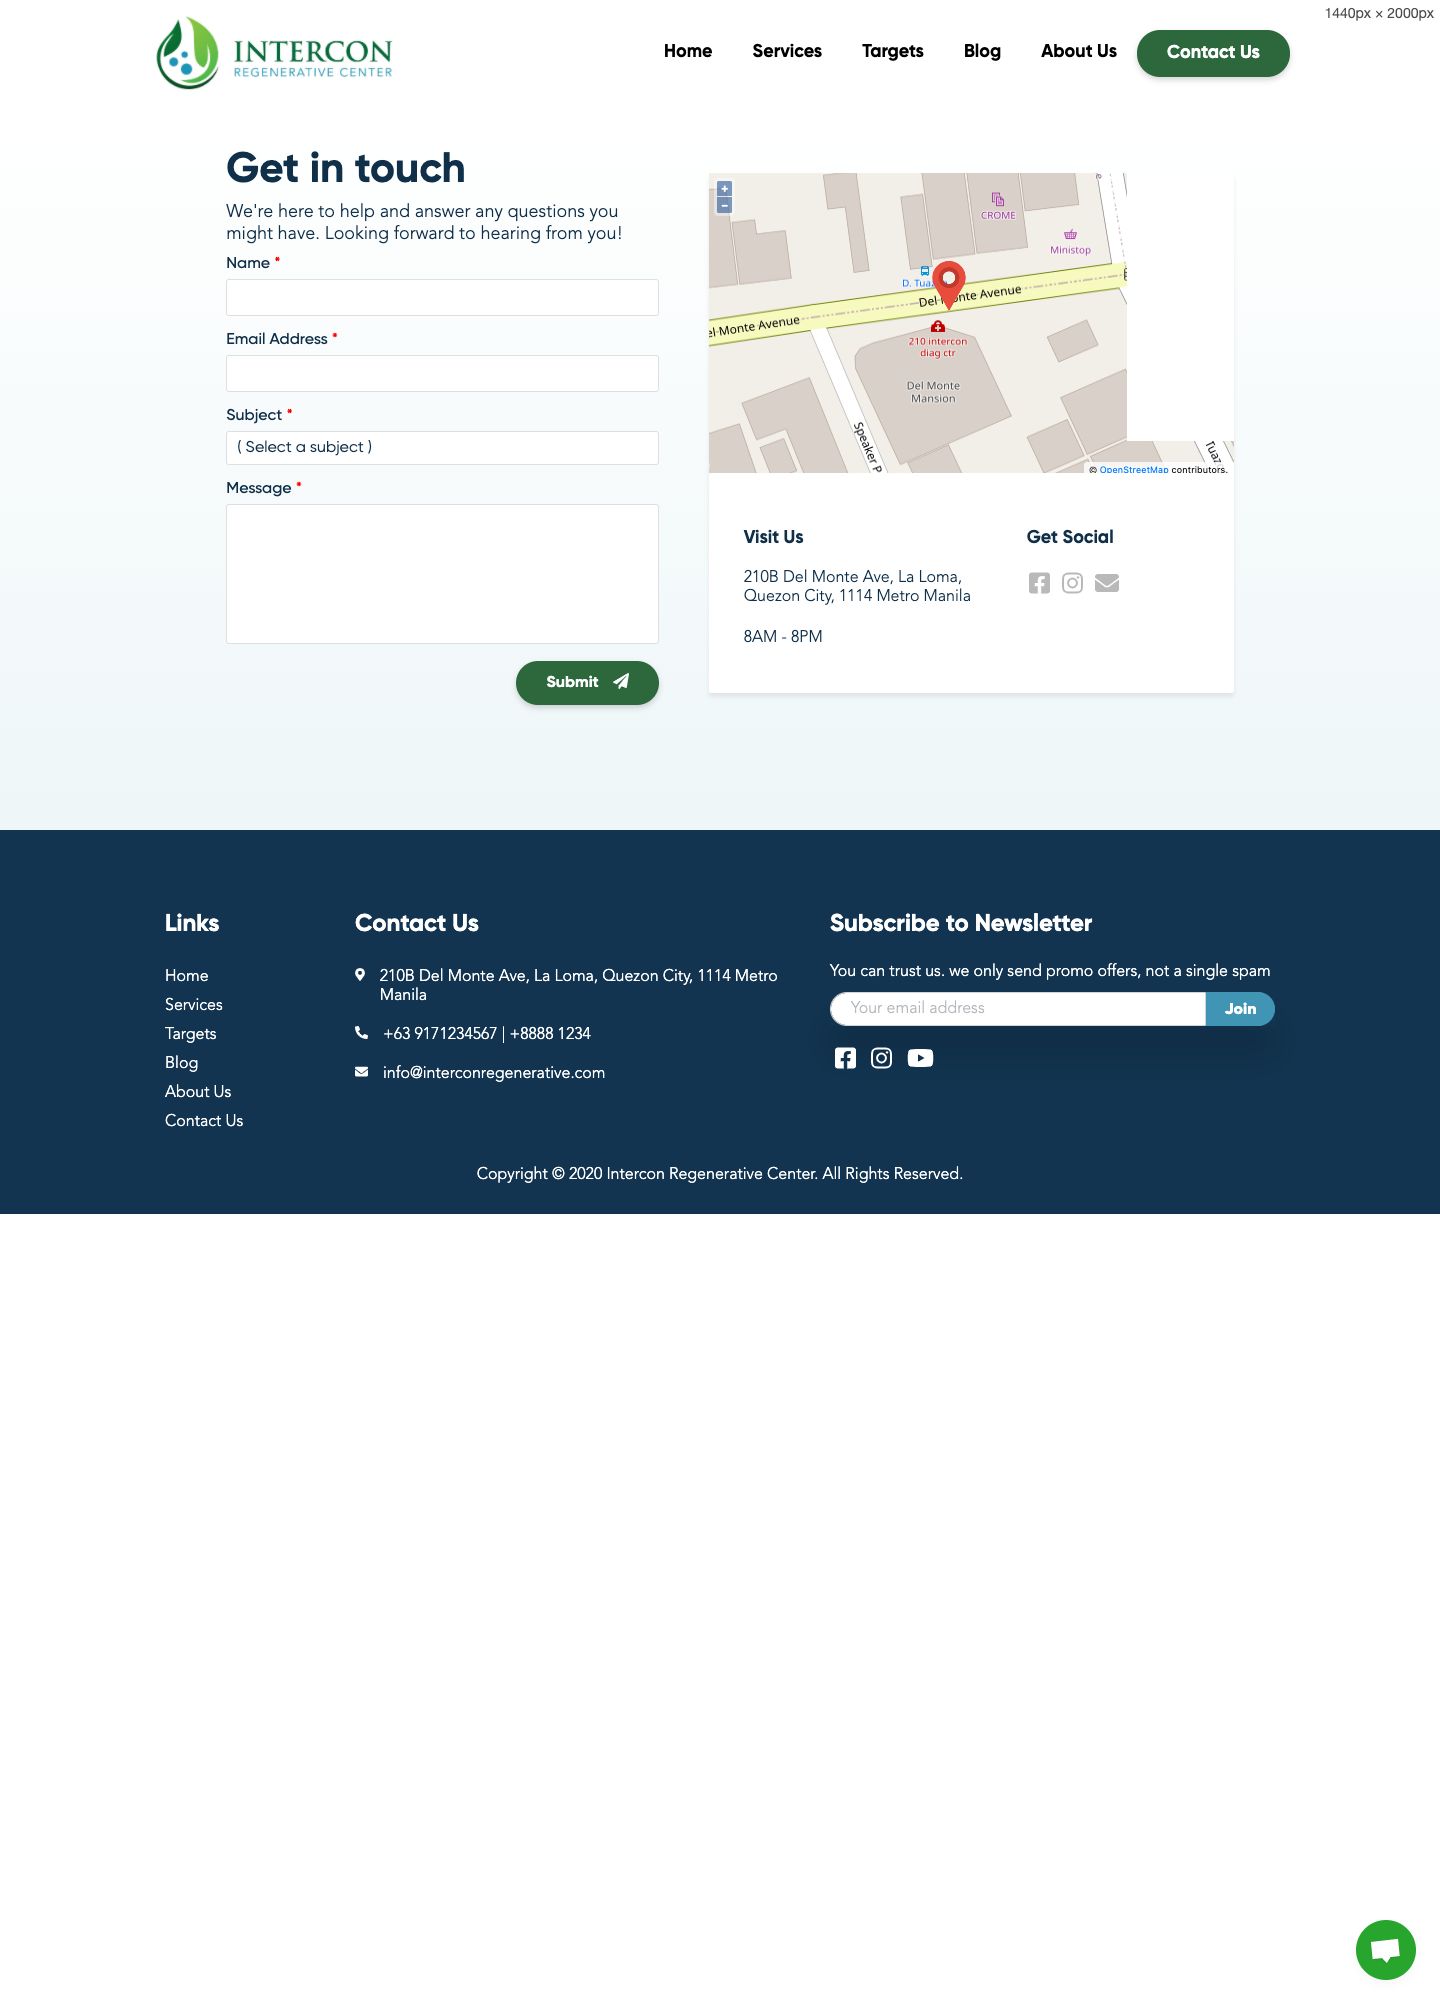 1440px × 2000px
INTERCON
REGENERATIVE CENTER
Home
Services
Targets
Blog
About Us
Contact Us
Get in touch
We're here to help and answer any questions you
might have. Looking forward to hearing from you!
Name *
Email Address *
Subject *
( Select a subject )
Message *
Submit
+
−
CROME
Ministop
Del Monte Avenue
el Monte Avenue
210 intercon
diag ctr
Del Monte
Mansion
Speaker P
Tuaz
© OpenStreetMap contributors.
Visit Us
210B Del Monte Ave, La Loma,
Quezon City, 1114 Metro Manila
8AM - 8PM
Get Social
Links
Home
Services
Targets
Blog
About Us
Contact Us
Contact Us
210B Del Monte Ave, La Loma, Quezon City, 1114 Metro
Manila
+63 9171234567 | +8888 1234
info@interconregenerative.com
Subscribe to Newsletter
You can trust us. we only send promo offers, not a single spam
Your email address
Join
Copyright © 2020 Intercon Regenerative Center. All Rights Reserved.